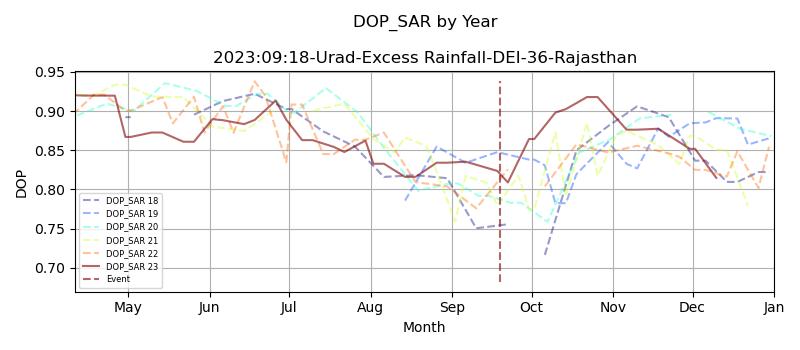 DOP_SAR by Year
2023:09:18-Urad-Excess Rainfall-DEI-36-Rajasthan
0.95
0.90
0.85
0.80
0.75
0.70
DOP
DOP_SAR 18
DOP_SAR 19
DOP_SAR 20
DOP_SAR 21
DOP_SAR 22
DOP_SAR 23
Event
May Jun Jul Aug Sep Oct Nov Dec Jan
Month